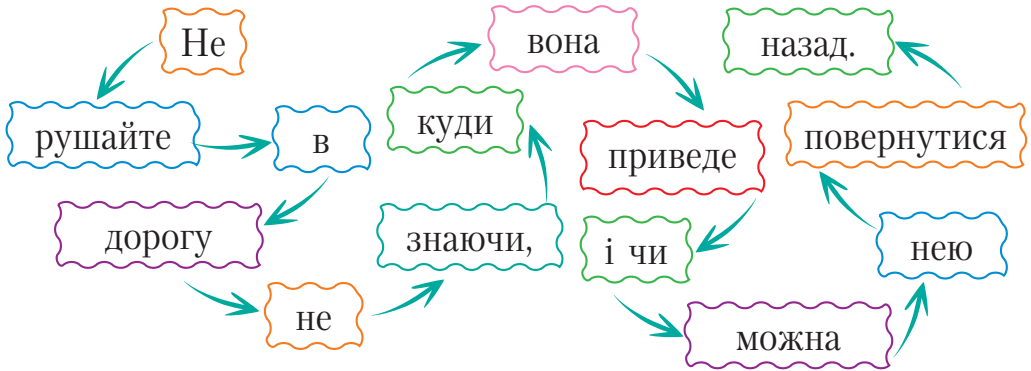 Не
рушайте
в
дорогу
не
знаючи,
куди
вона
приведе
і чи
можна
нею
повернутися
назад.